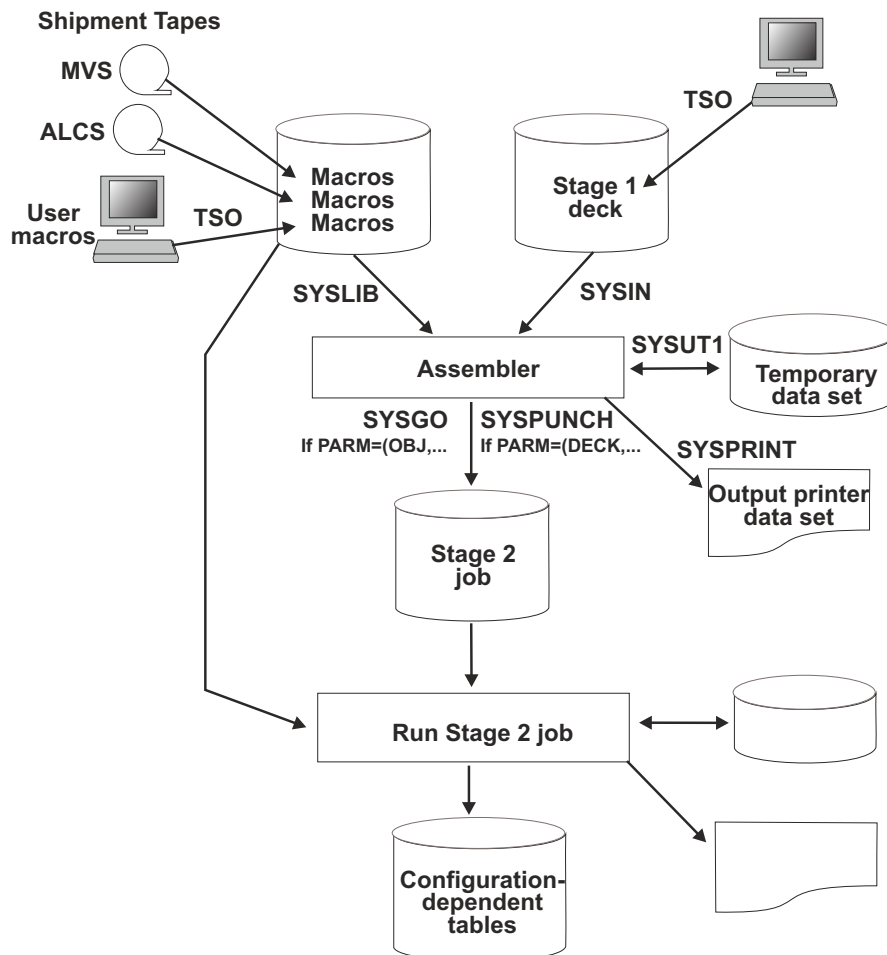 Shipment Tapes
MVS
TSO
ALCS
Macros
Macros
Macros
Stage 1
deck
User
macros
TSO
SYSLIB
SYSIN
Assembler
SYSUT1
Temporary
data set
SYSGO
If PARM=(OBJ,...
SYSPUNCH
If PARM=(DECK,...
SYSPRINT
Output printer
data set
Stage 2
job
Run Stage 2 job
Configuration-
dependent
tables